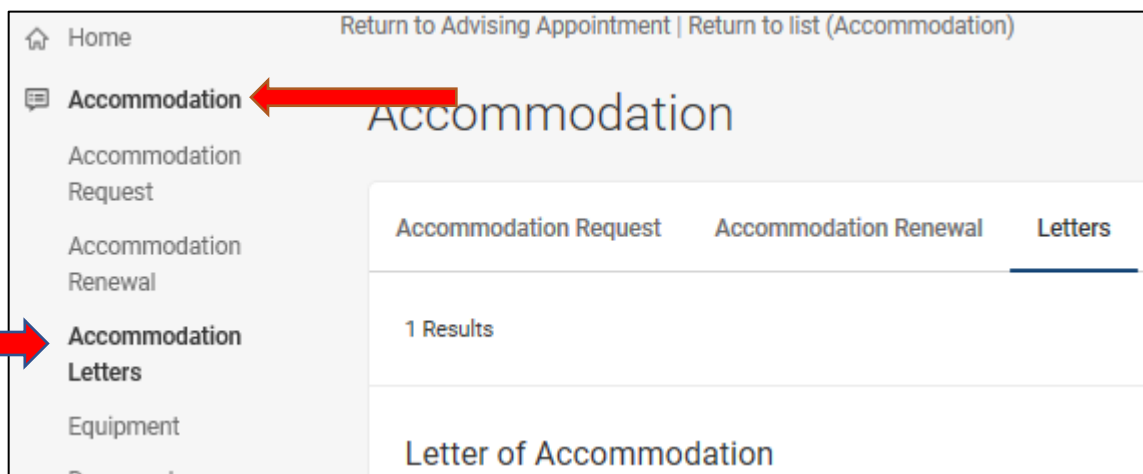 Home
Accommodation
Accommodation
Request
Accommodation
Renewal
Accommodation
Letters
Equipment
Return to Advising Appointment | Return to list (Accommodation)
Accommodation
Accommodation Request Accommodation Renewal Letters
1 Results
Letter of Accommodation